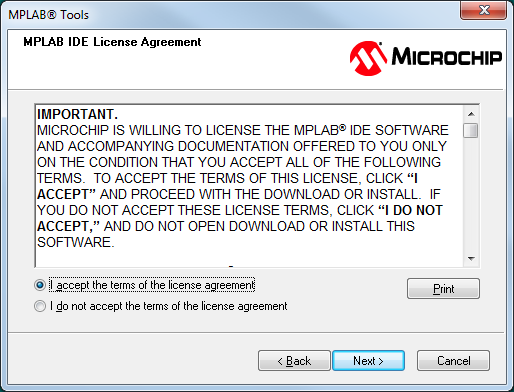 MPLAB® Tools
MPLAB IDE License Agreement
MICROCHIP
IMPORTANT.
MICROCHIP IS WILLING TO LICENSE THE MPLAB® IDE SOFTWARE
AND ACCOMPANYING DOCUMENTATION OFFERED TO YOU ONLY
ON THE CONDITION THAT YOU ACCEPT ALL OF THE FOLLOWING
TERMS.  TO ACCEPT THE TERMS OF THIS LICENSE, CLICK “I
ACCEPT” AND PROCEED WITH THE DOWNLOAD OR INSTALL.  IF
YOU DO NOT ACCEPT THESE LICENSE TERMS, CLICK “I DO NOT
ACCEPT,” AND DO NOT OPEN DOWNLOAD OR INSTALL THIS
SOFTWARE.
I accept the terms of the license agreement
Print
I do not accept the terms of the license agreement
< Back
Next >
Cancel